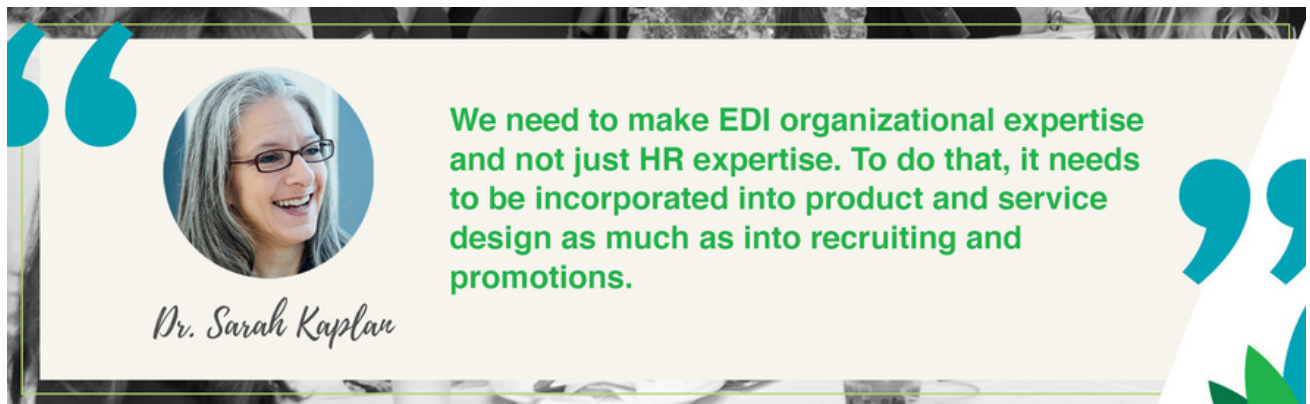 We need to make EDI organizational expertise
and not just HR expertise. To do that, it needs
to be incorporated into product and service
design as much as into recruiting and
promotions.
Dr. Sarah Kaplan